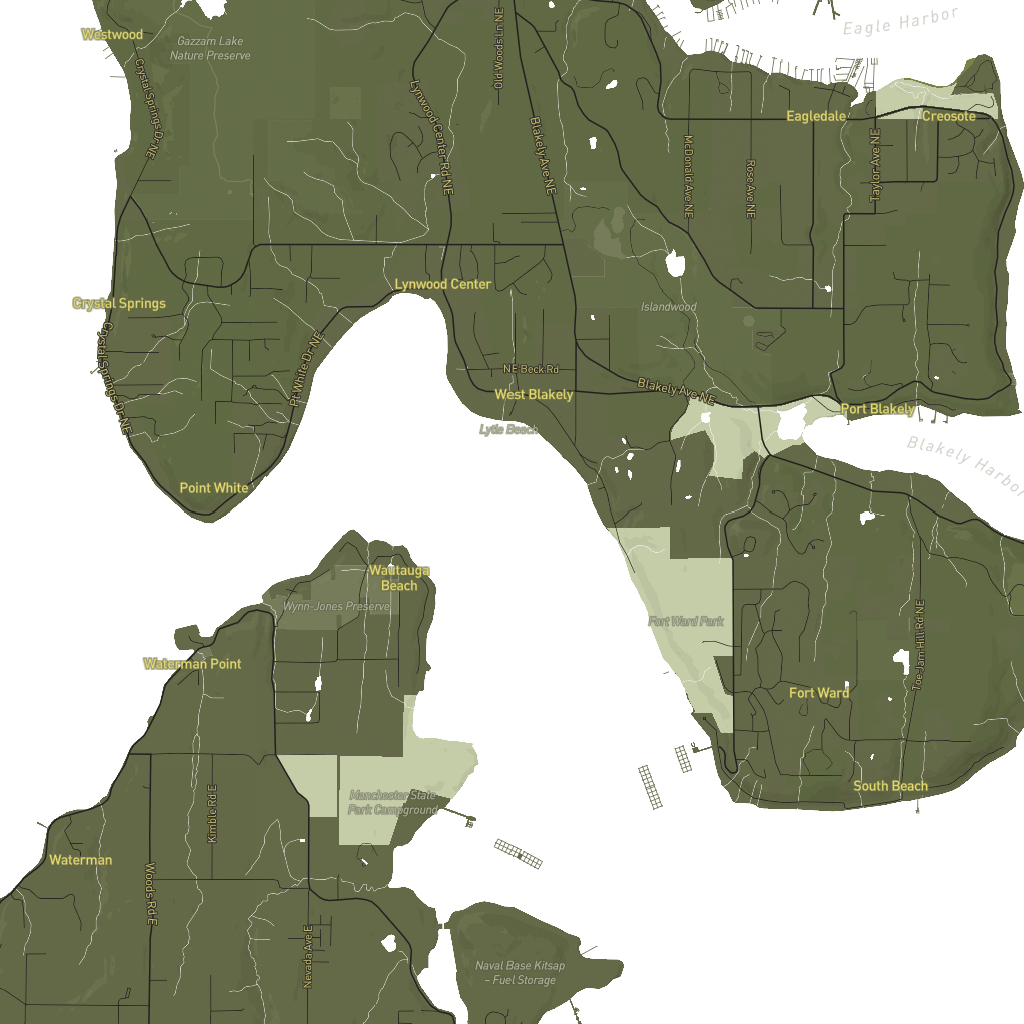 Eagle Harbor
Westwood
Gazzam Lake
Nature Preserve
Old Woods Ln NE
Crystal Springs Dr NE
Lynwood Center Rd NE
Blakely Ave NE
Eagledale
Creosote
McDonald Ave NE
Rose Ave NE
Taylor Ave NE
Lynwood Center
Crystal Springs
Islandwood
Crystal Springs Dr NE
Pt White Dr NE
NE Beck Rd
Blakely Ave NE
West Blakely
Port Blakely
Lytle Beach
Blakely Harbor
Point White
Wautauga
Beach
Wynn-Jones Preserve
Fort Ward Park
Toe Jam Hill Rd NE
Waterman Point
Fort Ward
South Beach
Manchester State
Park Campground
Kimble Rd E
Waterman
Woods Rd E
Nevada Ave E
Naval Base Kitsap
- Fuel Storage